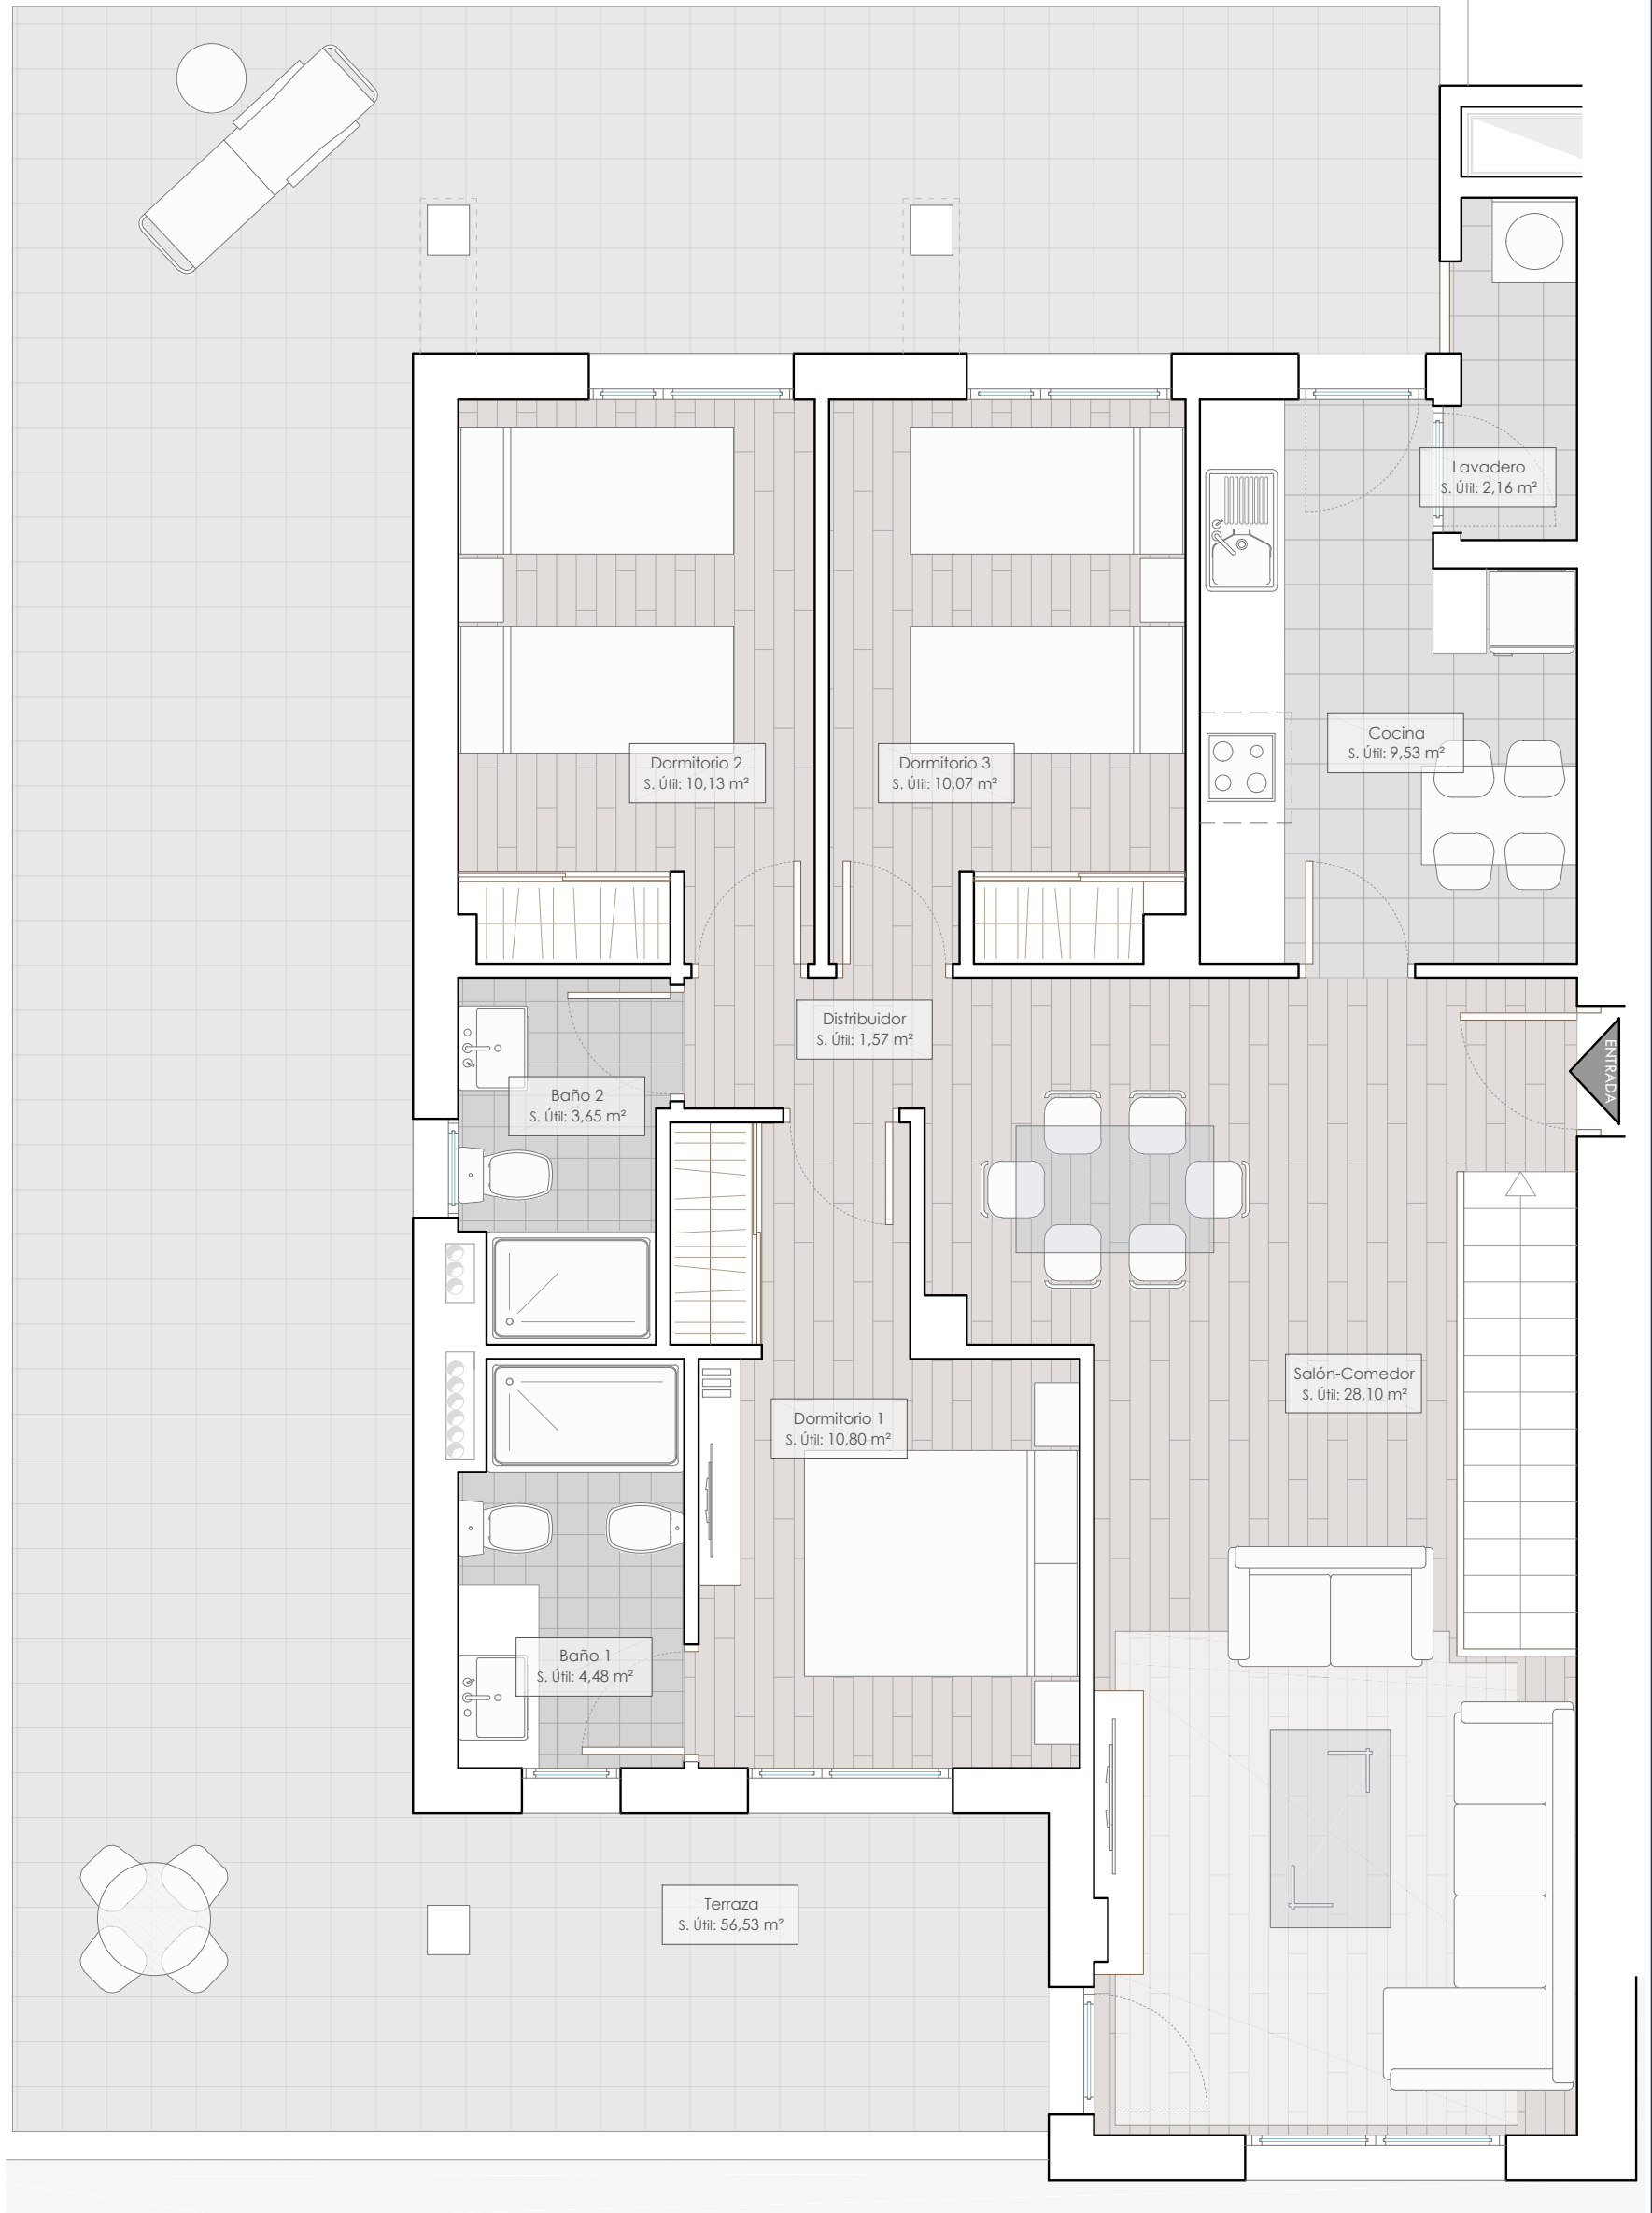 Lavadero
S. Útil: 2,16 m²
Cocina
S. Útil: 9,53 m²
Dormitorio 2
S. Útil: 10,13 m²
Dormitorio 3
S. Útil: 10,07 m²
Distribuidor
S. Útil: 1,57 m²
ENTRADA
Baño 2
S. Útil: 3,65 m²
Salón-Comedor
S. Útil: 28,10 m²
Dormitorio 1
S. Útil: 10,80 m²
Baño 1
S. Útil: 4,48 m²
Terraza
S. Útil: 56,53 m²